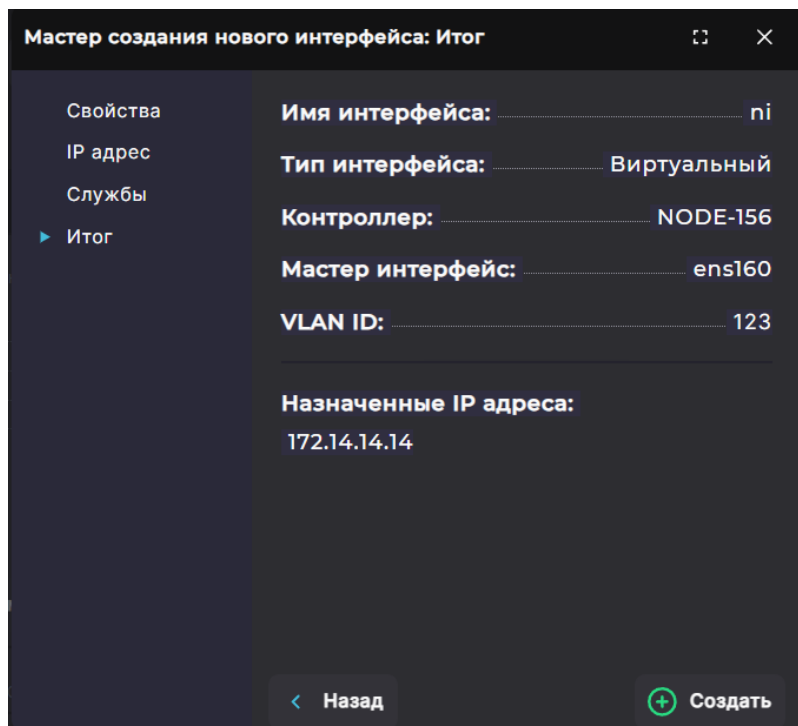 Мастер создания нового интерфейса: Итог
Свойства
IP адрес
Службы
Итог
Имя интерфейса: ni
Тип интерфейса: Виртуальный
Контроллер: NODE-156
Мастер интерфейс: ens160
VLAN ID: 123
Назначенные IP адреса:
172.14.14.14
Назад
Создать